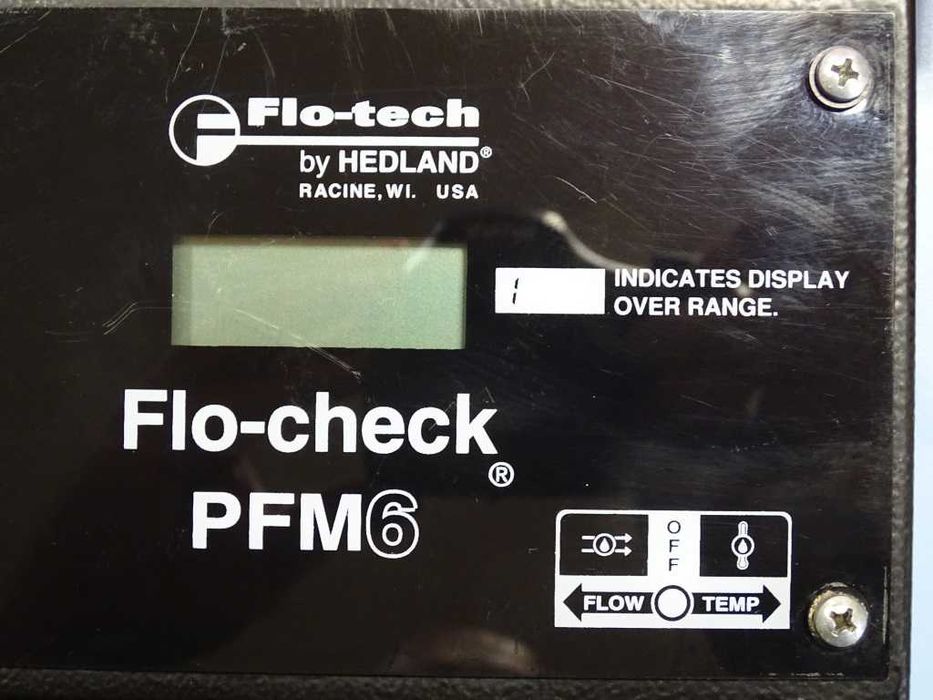 Flo-tech
by HEDLAND®
RACINE, WI. USA
1
INDICATES DISPLAY
OVER RANGE.
Flo-check®
PFM6
OFF
FLOW TEMP